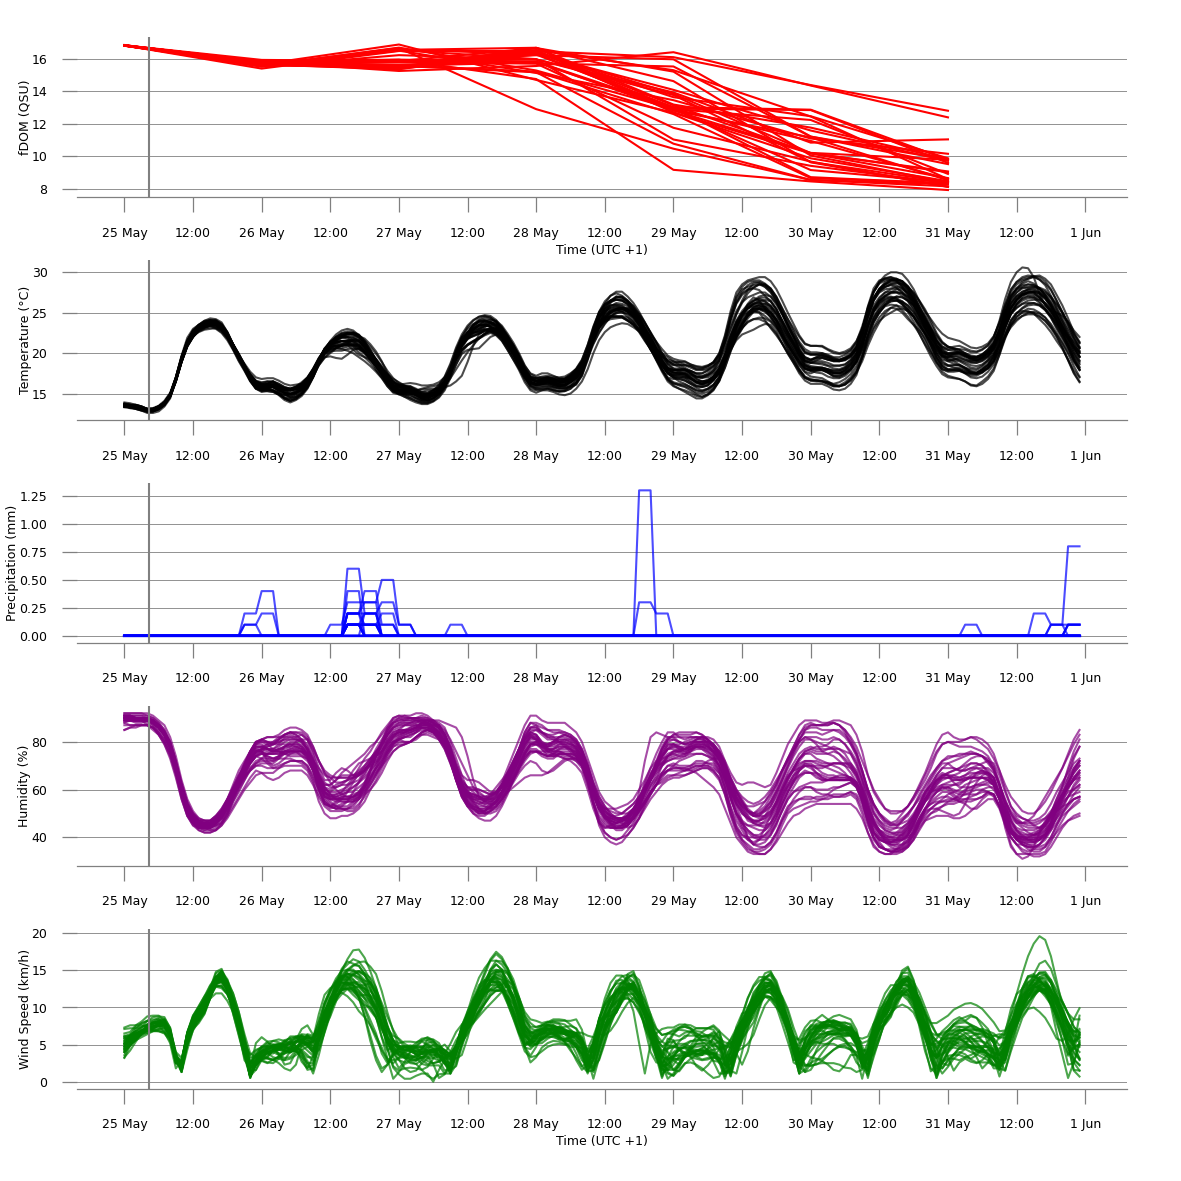 fDOM (QSU)
16
14
12
10
8
25 May 12:00 26 May 12:00 27 May 12:00 28 May 12:00 29 May 12:00 30 May 12:00 31 May 12:00 1 Jun
Time (UTC +1)
Temperature (°C)
30
25
20
15
25 May 12:00 26 May 12:00 27 May 12:00 28 May 12:00 29 May 12:00 30 May 12:00 31 May 12:00 1 Jun
Precipitation (mm)
1.25
1.00
0.75
0.50
0.25
0.00
25 May 12:00 26 May 12:00 27 May 12:00 28 May 12:00 29 May 12:00 30 May 12:00 31 May 12:00 1 Jun
Humidity (%)
80
60
40
25 May 12:00 26 May 12:00 27 May 12:00 28 May 12:00 29 May 12:00 30 May 12:00 31 May 12:00 1 Jun
Wind Speed (km/h)
20
15
10
5
0
25 May 12:00 26 May 12:00 27 May 12:00 28 May 12:00 29 May 12:00 30 May 12:00 31 May 12:00 1 Jun
Time (UTC +1)